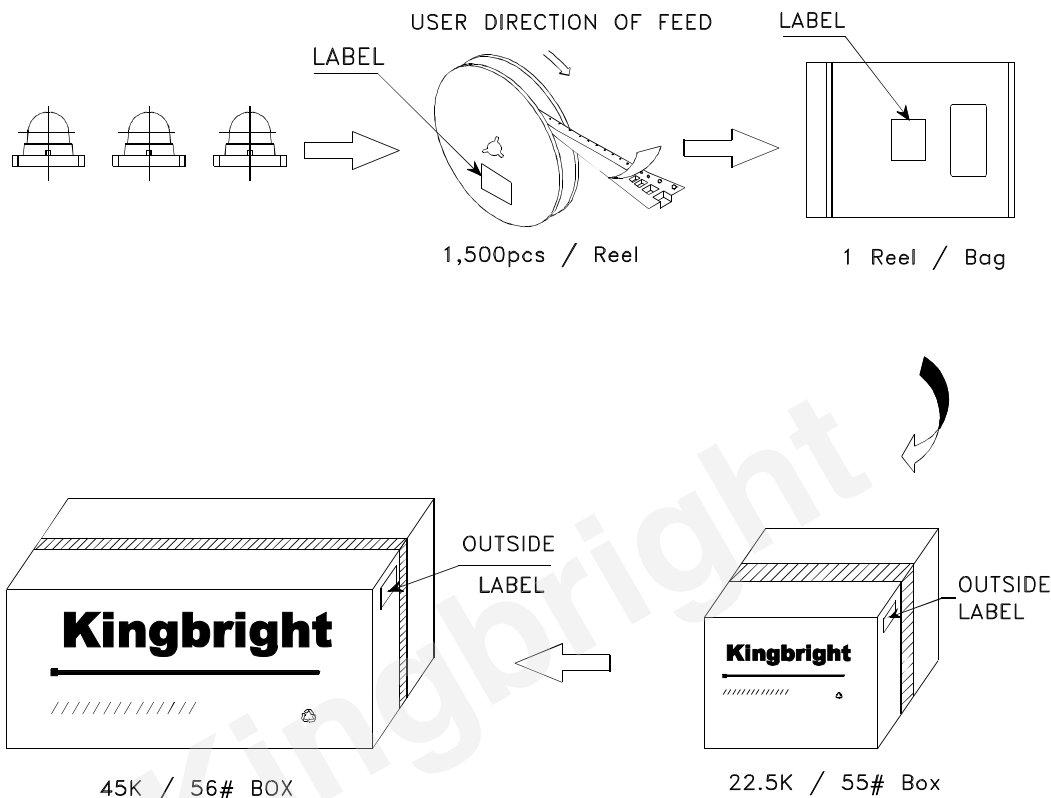 USER DIRECTION OF FEED
LABEL
LABEL
1,500pcs / Reel
1 Reel / Bag
OUTSIDE
LABEL
OUTSIDE
LABEL
Kingbright
Kingbright
Kingbright
45K / 56# BOX
22.5K / 55# Box